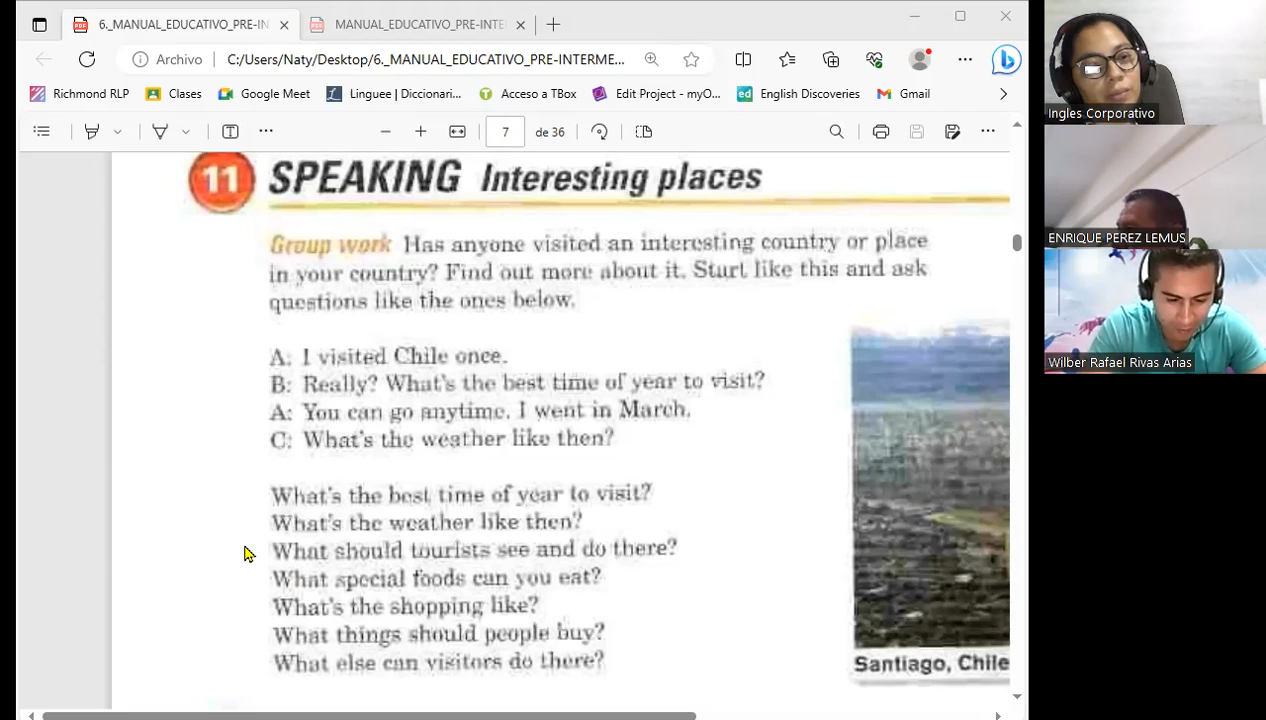 6._MANUAL_EDUCATIVO_PRE-IN
MANUAL_EDUCATIVO_PRE-INTE
Archivo
C:/Users/Naty/Desktop/6._MANUAL_EDUCATIVO_PRE-INTERME...
Richmond RLP
Clases
Google Meet
Linguee | Diccionari...
Acceso a TBox
Edit Project - myO...
ed English Discoveries
Gmail
7 de 36
11 SPEAKING Interesting places
Group work Has anyone visited an interesting country or place
in your country? Find out more about it. Start like this and ask
questions like the ones below.
A: I visited Chile once.
B: Really? What's the best time of year to visit?
A: You can go anytime. I went in March.
C: What's the weather like then?
What's the best time of year to visit?
What's the weather like then?
What should tourists see and do there?
What special foods can you eat?
What's the shopping like?
What things should people buy?
What else can visitors do there?
Santiago, Chile
Ingles Corporativo
ENRIQUE PEREZ LEMUS
Wilber Rafael Rivas Arias